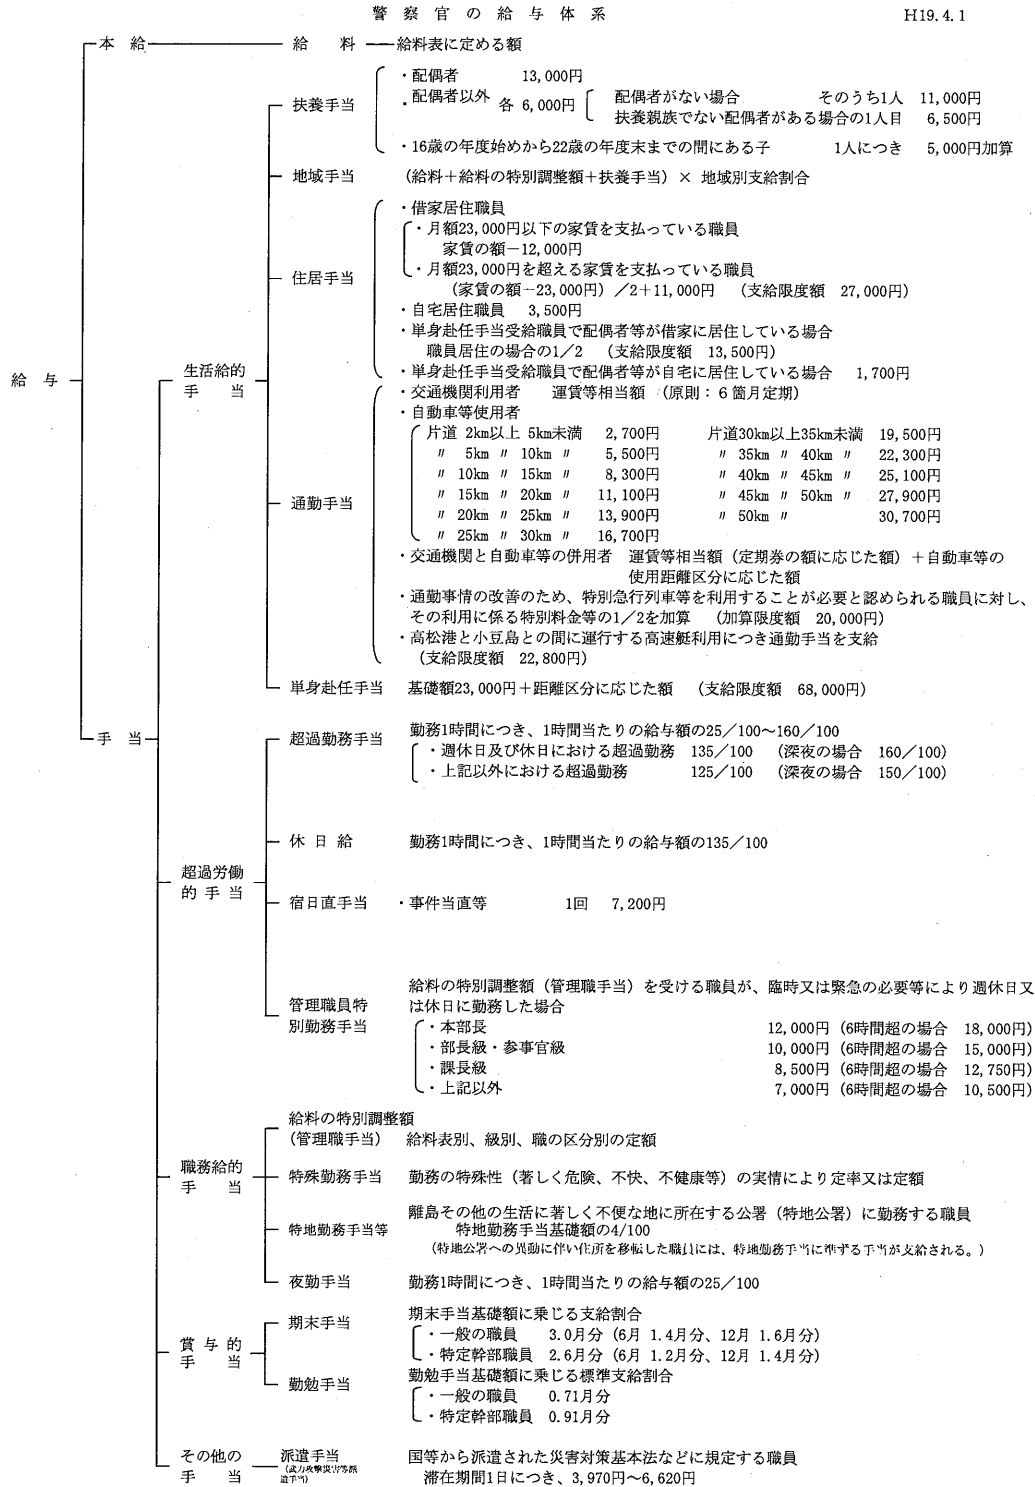 警察官の給与体系
H19.4.1
給与
本給
給料
給料表に定める額
手当
生活給的
手当
扶養手当
・配偶者 13,000円
・配偶者以外 各 6,000円
配偶者がない場合 そのうち1人 11,000円
扶養親族でない配偶者がある場合の1人目 6,500円
・16歳の年度始めから22歳の年度末までの間にある子 1人につき 5,000円加算
地域手当 (給料+給料の特別調整額+扶養手当) × 地域別支給割合
住居手当
・借家居住職員
・月額23,000円以下の家賃を支払っている職員
家賃の額-12,000円
・月額23,000円を超える家賃を支払っている職員
(家賃の額-23,000円)/2+11,000円 (支給限度額 27,000円)
・自宅居住職員 3,500円
・単身赴任手当受給職員で配偶者等が借家に居住している場合
職員居住の場合の1/2 (支給限度額 13,500円)
・単身赴任手当受給職員で配偶者等が自宅に居住している場合 1,700円
通勤手当
・交通機関利用者 運賃等相当額 (原則:6箇月定期)
・自動車等使用者
片道 2km以上 5km未満 2,700円 片道30km以上35km未満 19,500円
〃 5km 〃 10km 〃 5,500円 〃 35km 〃 40km 〃 22,300円
〃 10km 〃 15km 〃 8,300円 〃 40km 〃 45km 〃 25,100円
〃 15km 〃 20km 〃 11,100円 〃 45km 〃 50km 〃 27,900円
〃 20km 〃 25km 〃 13,900円 〃 50km 〃 30,700円
〃 25km 〃 30km 〃 16,700円
・交通機関と自動車等の併用者 運賃等相当額(定期券の額に応じた額)+自動車等の
使用距離区分に応じた額
・通勤事情の改善のため、特別急行列車等を利用することが必要と認められる職員に対し、
その利用に係る特別料金等の1/2を加算 (加算限度額 20,000円)
・高松港と小豆島との間に運行する高速艇利用につき通勤手当を支給
(支給限度額 22,800円)
単身赴任手当 基礎額23,000円+距離区分に応じた額 (支給限度額 68,000円)
超過労働
的手当
超過勤務手当 勤務1時間につき、1時間当たりの給与額の25/100~160/100
・週休日及び休日における超過勤務 135/100 (深夜の場合 160/100)
・上記以外における超過勤務 125/100 (深夜の場合 150/100)
休日給 勤務1時間につき、1時間当たりの給与額の135/100
宿日直手当 ・事件当直等 1回 7,200円
管理職員特
別勤務手当
給料の特別調整額(管理職手当)を受ける職員が、臨時又は緊急の必要等により週休日又
は休日に勤務した場合
・本部長 12,000円(6時間超の場合 18,000円)
・部長級・参事官級 10,000円(6時間超の場合 15,000円)
・課長級 8,500円(6時間超の場合 12,750円)
・上記以外 7,000円(6時間超の場合 10,500円)
職務給的
手当
給料の特別調整額
(管理職手当) 給料表別、級別、職の区分別の定額
特殊勤務手当 勤務の特殊性(著しく危険、不快、不健康等)の実情により定率又は定額
特地勤務手当等
離島その他の生活に著しく不便な地に所在する公署(特地公署)に勤務する職員
特地勤務手当基礎額の4/100
(特地公署への異動に伴い住所を移転した職員には、特地勤務手当に準ずる手当が支給される。)
夜勤手当 勤務1時間につき、1時間当たりの給与額の25/100
賞与的
手当
期末手当
期末手当基礎額に乗じる支給割合
・一般の職員 3.0月分(6月 1.4月分、12月 1.6月分)
・特定幹部職員 2.6月分(6月 1.2月分、12月 1.4月分)
勤勉手当
勤勉手当基礎額に乗じる標準支給割合
・一般の職員 0.71月分
・特定幹部職員 0.91月分
その他の
手当
派遣手当
(武力攻撃災害等派
遣手当)
国等から派遣された災害対策基本法などに規定する職員
滞在期間1日につき、3,970円~6,620円